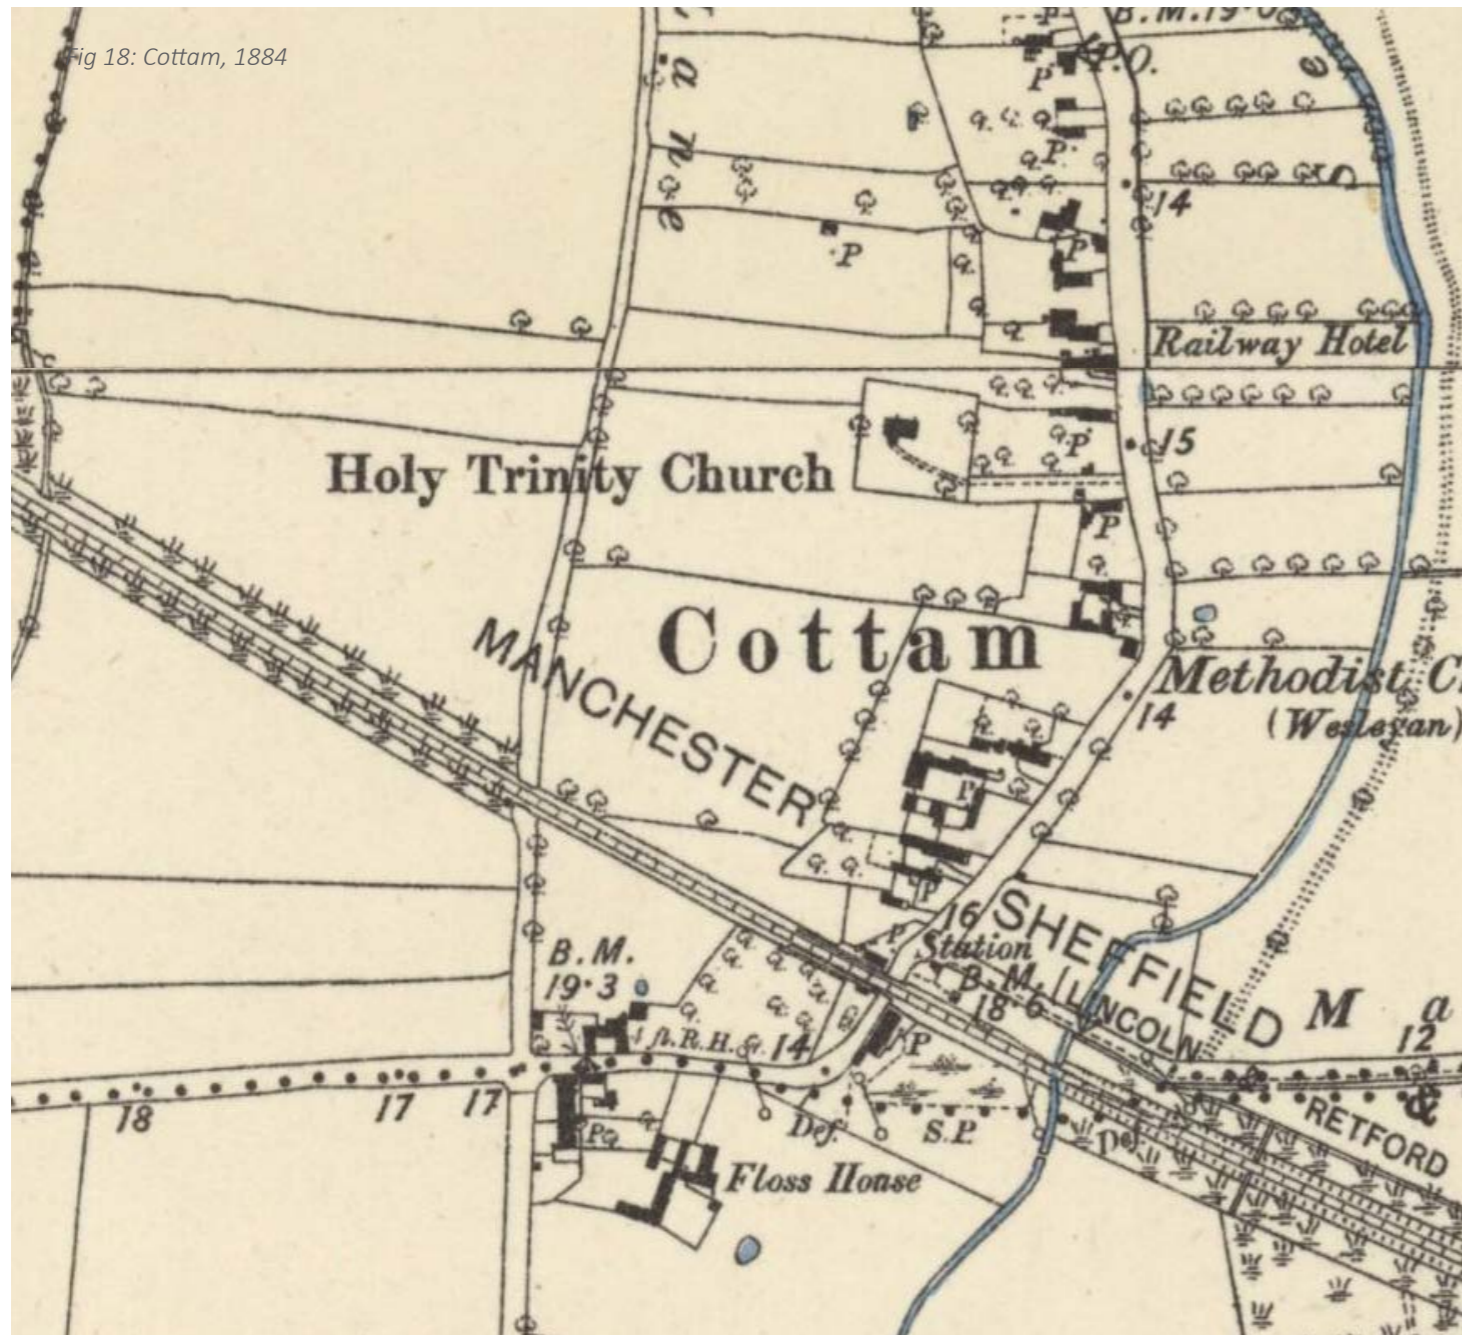 Fig 18: Cottam, 1884
L a n e
P
B.M. 19·
P.O.
P
e
P.
s
14
P
P
Railway Hotel
15
P
Holy Trinity Church
P
Cottam
MANCHESTER
Methodist C
(Wesleyan)
14
P
P
16
P
Station
SHEFFIELD
B.M.
18·6
LINCOLN
B.M.
19·3
M a
12
ft. R.H.
14
P
&
RETFORD
18
17
17
P
Def.
S.P.
Def.
Floss House